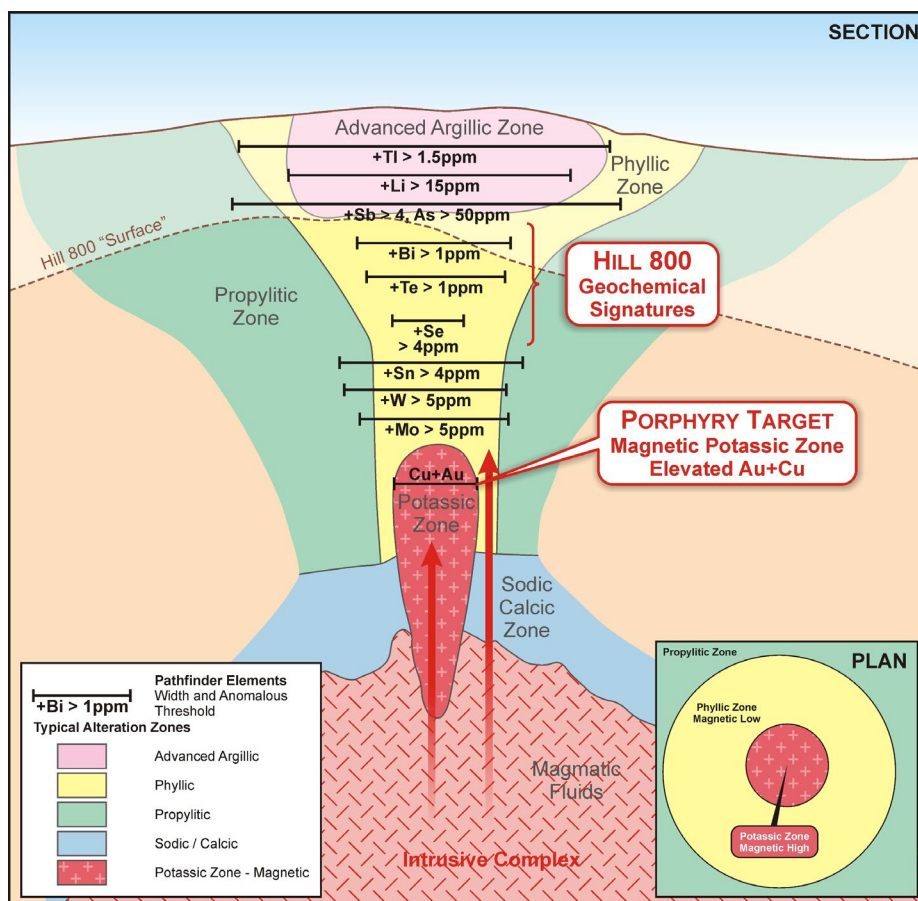 SECTION
Advanced Argillic Zone
+Tl > 1.5ppm
Phyllic
Zone
+Li > 15ppm
+Sb > 4, As > 50ppm
Hill 800 "Surface"
+Bi > 1ppm
HILL 800
Geochemical
Signatures
+Te > 1ppm
Propylitic
Zone
+Se
> 4ppm
+Sn > 4ppm
+W > 5ppm
+Mo > 5ppm
PORPHYRY TARGET
Magnetic Potassic Zone
Elevated Au+Cu
Cu+Au
Potassic
Zone
Sodic
Calcic
Zone
Magmatic
Fluids
Intrusive Complex
+Bi > 1ppm
Pathfinder Elements
Width and Anomalous
Threshold
Typical Alteration Zones
Advanced Argillic
Phyllic
Propylitic
Sodic / Calcic
Potassic Zone - Magnetic
Propylitic Zone
PLAN
Phyllic Zone
Magnetic Low
Potassic Zone
Magnetic High